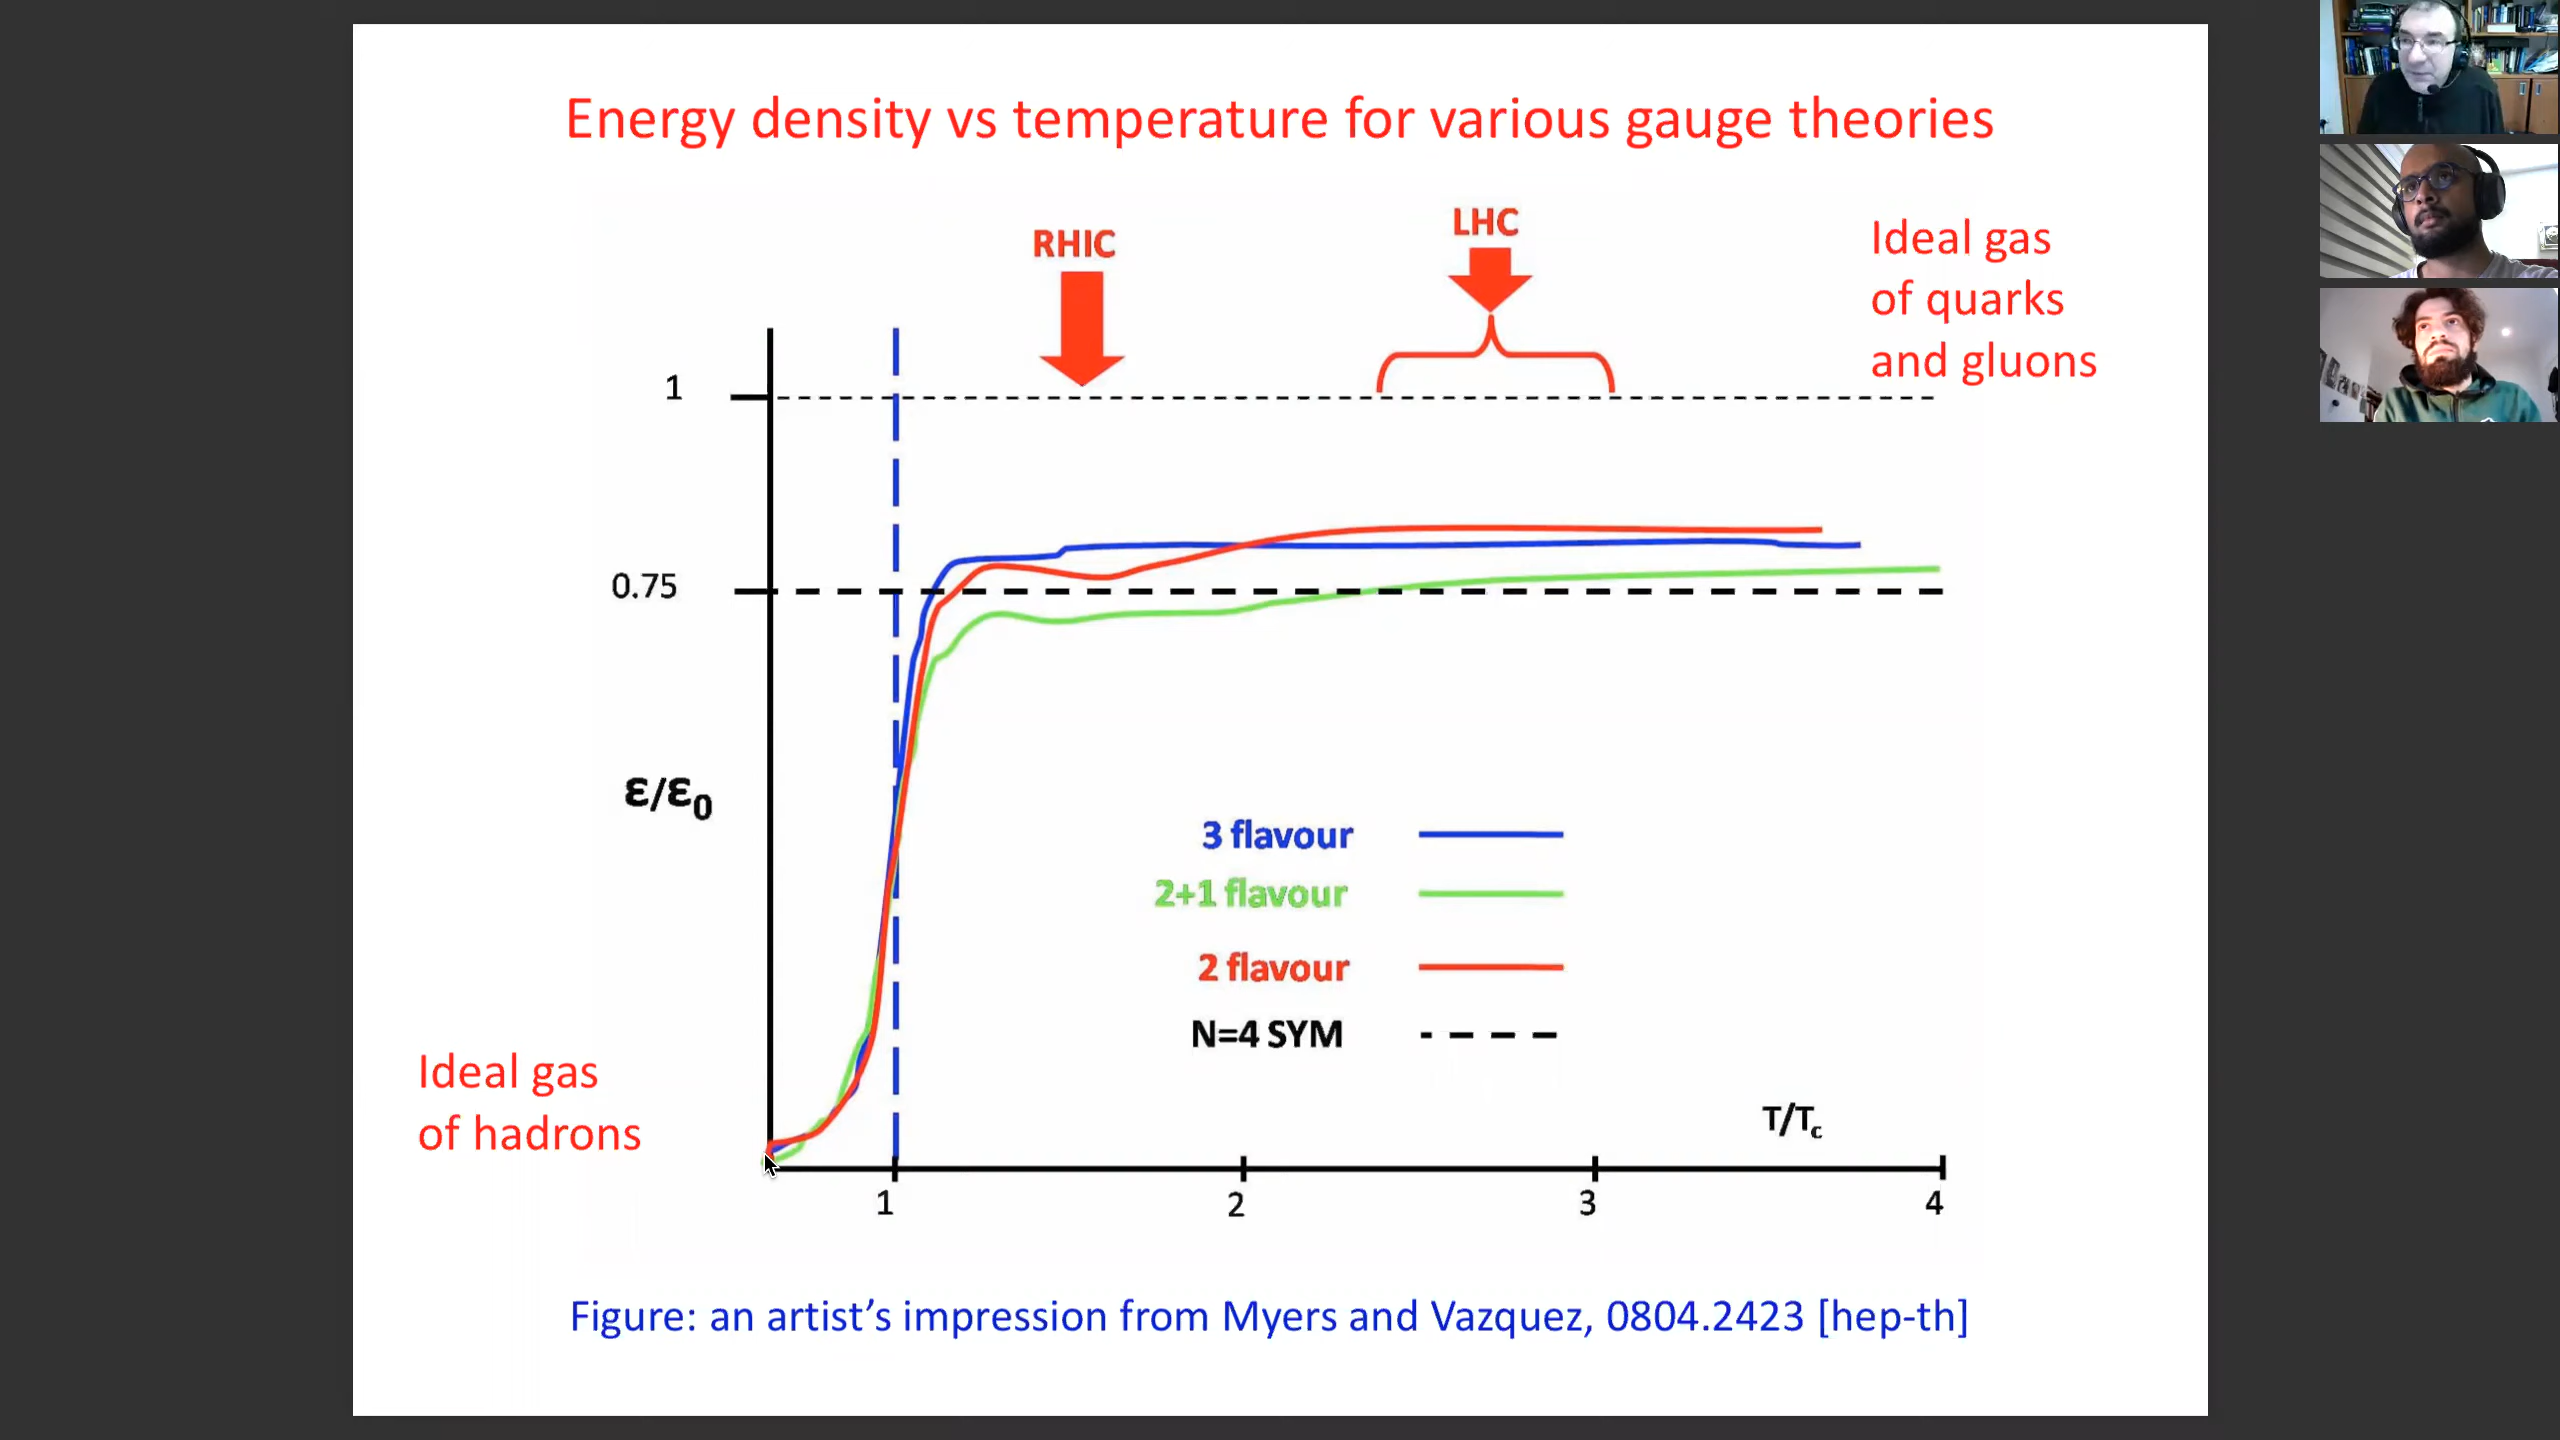 Energy density vs temperature for various gauge theories
RHIC
LHC
Ideal gas
of quarks
and gluons
1
0.75
ε/ε₀
3 flavour
2+1 flavour
2 flavour
N=4 SYM
Ideal gas
of hadrons
T/Tc
1
2
3
4
Figure: an artist’s impression from Myers and Vazquez, 0804.2423 [hep-th]